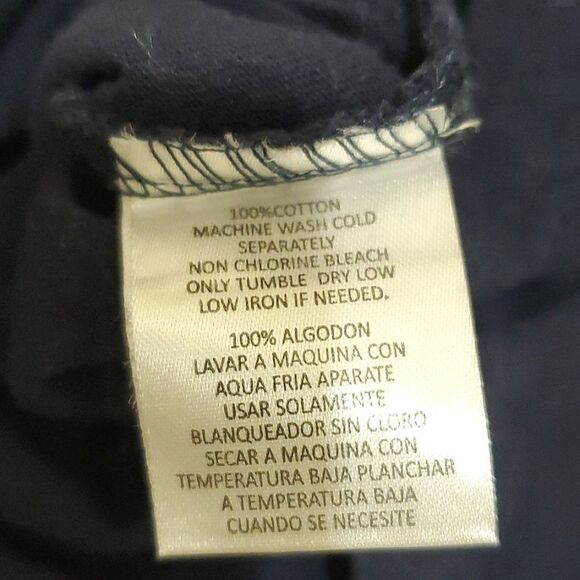 100%COTTON
MACHINE WASH COLD
SEPARATELY
NON CHLORINE BLEACH
ONLY TUMBLE DRY LOW
LOW IRON IF NEEDED.
100% ALGODON
LAVAR A MAQUINA CON
AQUA FRIA APARATE
USAR SOLAMENTE
BLANQUEADOR SIN CLORO
SECAR A MAQUINA CON
TEMPERATURA BAJA PLANCHAR
A TEMPERATURA BAJA
CUANDO SE NECESITE